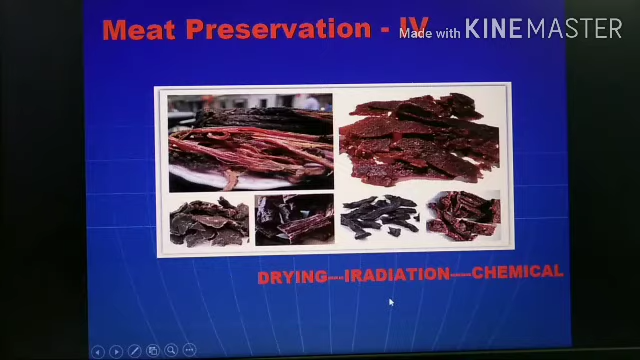 Meat Preservation - IV
Made with KINEMASTER
DRYING---IRADIATION----CHEMICAL